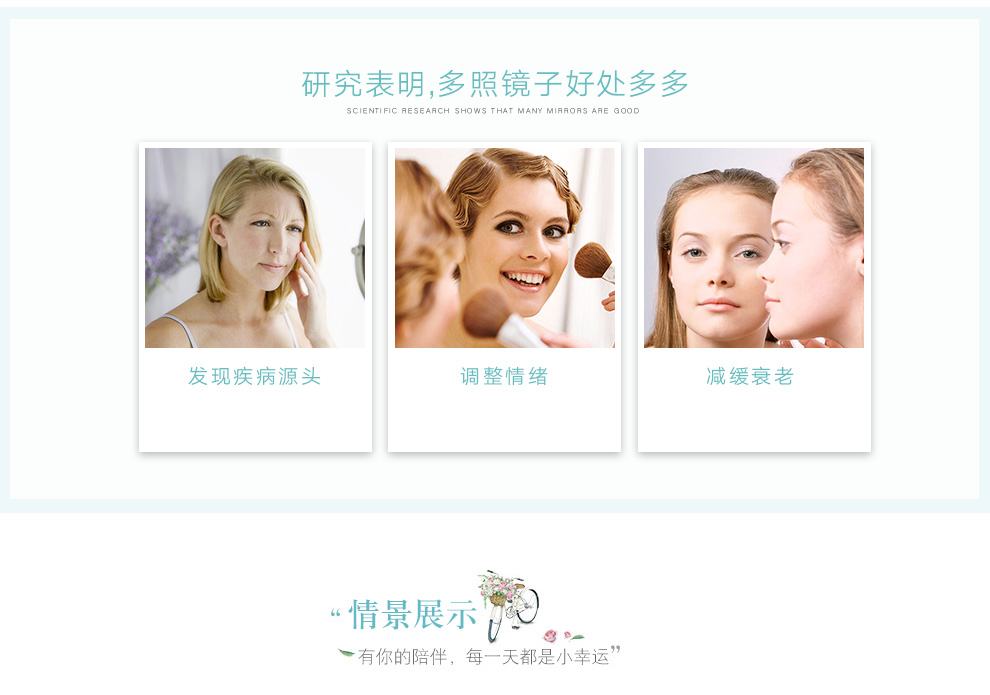 研究表明,多照镜子好处多多
SCIENTIFIC RESEARCH SHOWS THAT MANY MIRRORS ARE GOOD
发现疾病源头
调整情绪
减缓衰老
“情景展示
有你的陪伴，每一天都是小幸运”